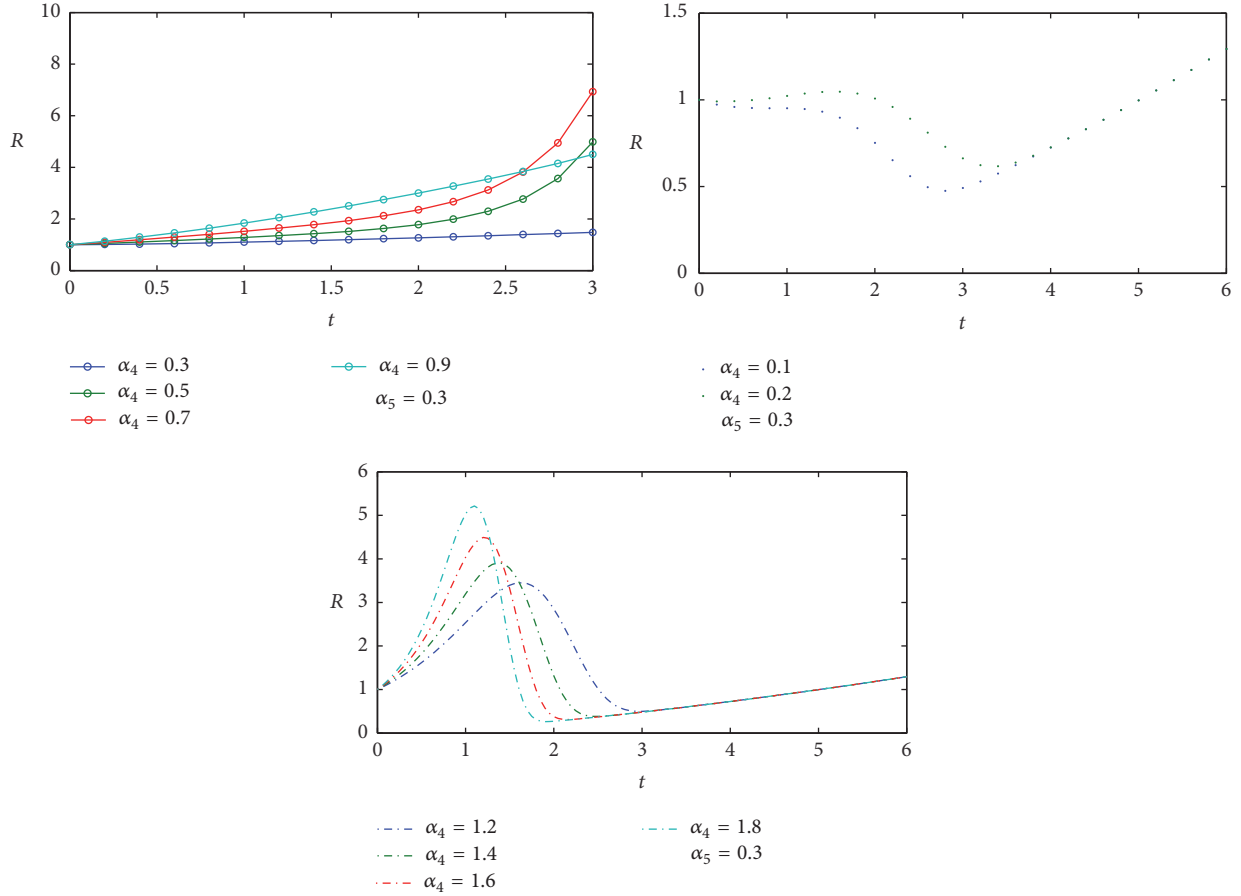 10
8
6
R
4
2
0
0 0.5 1 1.5 2 2.5 3
t
α4 = 0.3
α4 = 0.5
α4 = 0.7
α4 = 0.9
α5 = 0.3
1.5
1
R
0.5
0
0 1 2 3 4 5 6
t
α4 = 0.1
α4 = 0.2
α5 = 0.3
6
5
4
R
3
2
1
0
0 1 2 3 4 5 6
t
α4 = 1.2
α4 = 1.4
α4 = 1.6
α4 = 1.8
α5 = 0.3